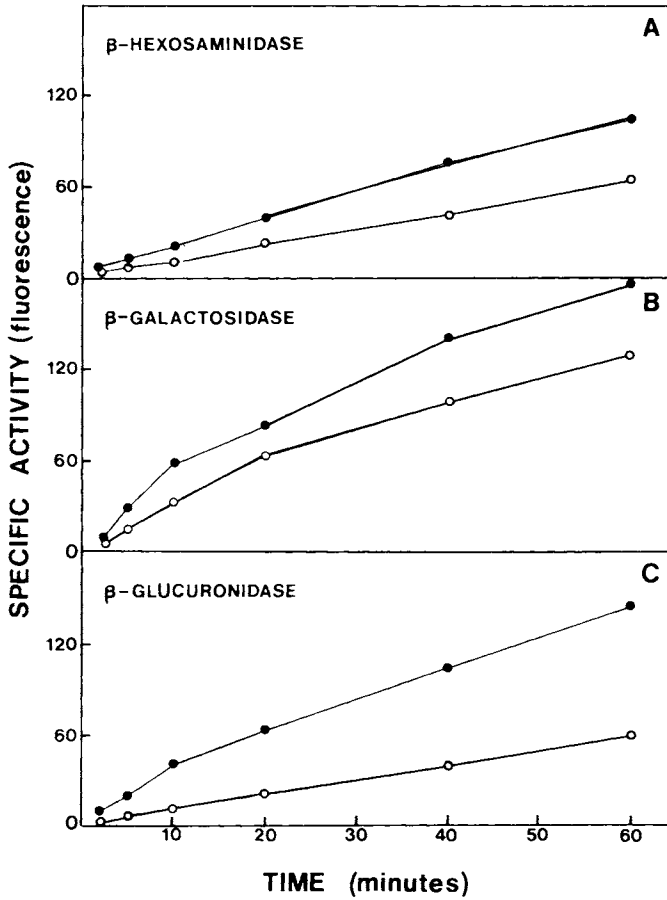 A
β-HEXOSAMINIDASE
120
60
0
B
β-GALACTOSIDASE
120
60
0
C
β-GLUCURONIDASE
120
60
0
10 20 30 40 50 60
TIME (minutes)
SPECIFIC ACTIVITY (fluorescence)